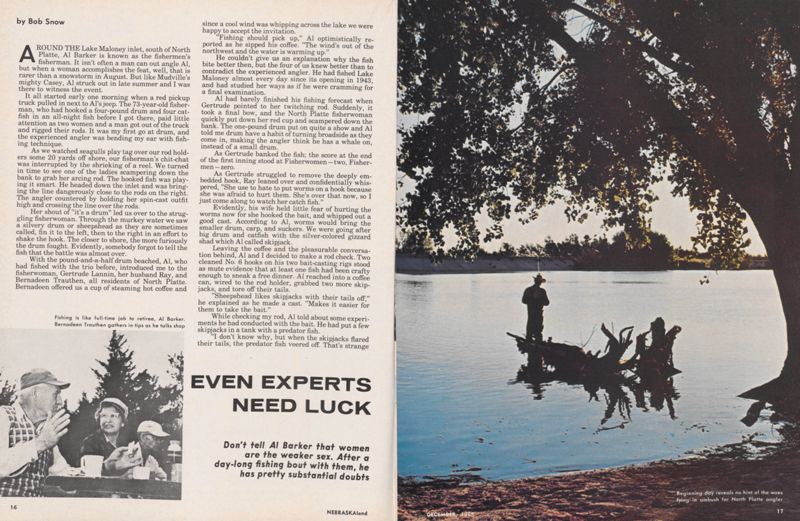 by Bob Snow
AROUND THE Lake Maloney inlet, south of North
Platte, Al Barker is known as the fishermen's
fisherman. It isn't often a man can outangle Al,
but when a woman accomplishes the feat, well, that is
rarer than a snowstorm in August. But like Mudville's
mighty Casey, Al struck out in late summer and I was
there to witness the event.
It all started early one morning when a red pickup
truck pulled in next to Al's jeep. The 73-year-old fisher-
man, who had hooked a four-pound drum and four cat-
fish in an all-night fish before I got there, paid little
attention as two women and a man got out of the truck
and rigged their rods. It was my first go at drum, and
the experienced angler was bending my ear with fish-
ing technique.
As we watched seagulls play tag over our rod hold-
ers some 20 yards off shore, our fisherman's chit-chat
was interrupted by the shrieking of a reel. We turned
in time to see one of the ladies scampering down the
bank to grab her arcing rod. The hooked fish was play-
ing it smart. He headed down the inlet and was bring-
ing the line dangerously close to the rods on the right.
The angler countered by holding her spin-cast outfit
high and crossing the line over the rods.
Her shout of "it's a drum" led us over to the strug-
gling fisherwoman. Through the murkey water we saw
a silvery drum or sheepshead as they are sometimes
called, fin it to the left, then to the right in an effort to
shake the hook. The closer to shore, the more furiously
the drum fought. Evidently, somebody forgot to tell the
fish that the battle was almost over.
With the pound-and-a-half drum beached, Al, who
had fished with the trio before, introduced me to the
fisherwoman, Gertrude Lannin, her husband Ray, and
Bernadeen Trauthen, all residents of North Platte.
Bernadeen offered us a cup of steaming hot coffee and
since a cool wind was whipping across the lake we were
happy to accept the invitation.
"Fishing should pick up," Al optimistically re-
ported as he sipped his coffee. "The wind's out of the
northwest and the water is warming up."
He couldn't give us an explanation why the fish
bite better then, but the four of us knew better than to
contradict the experienced angler. He had fished Lake
Maloney almost every day since its opening in 1943,
and had studied her ways as if he were cramming for
a final examination.
Al had barely finished his fishing forecast when
Gertrude pointed to her twitching rod. Suddenly, it
took a final bow, and the North Platte fisherwoman
quickly put down her red cup and scampered down the
bank. The one-pound drum put on quite a show and Al
told me drum have a habit of turning broadside as they
come in, making the angler think he has a whale on,
instead of a small drum.
As Gertrude banked the fish; the score at the end
of the first inning stood at Fisherwomen—two, Fisher-
men—zero.
As Gertrude struggled to remove the deeply em-
bedded hook, Ray leaned over and confidentially whis-
pered, "She use to hate to put worms on a hook because
she was afraid to hurt them. She's over that now, so I
just come along to watch her catch fish."
Evidently, his wife held little fear of hurting the
worms now for she hooked the bait, and whipped out a
good cast. According to Al, worms would bring the
smaller drum, carp, and suckers. We were going after
big drum and catfish with the silver-colored gizzard
shad which Al called skipjack.
Leaving the coffee and the pleasurable conversa-
tion behind, Al and I decided to make a rod check. Two
cleaned No. 6 hooks on his two bait-casting rigs stood
as mute evidence that at least one fish had been crafty
enough to sneak a free dinner. Al reached into a coffee
can, wired to the rod holder, grabbed two more skip-
jacks, and tore off their tails.
"Sheepshead likes skipjacks with their tails off,"
he explained as he made a cast. "Makes it easier for
them to take the bait."
While checking my rod, Al told about some experi-
ments he had conducted with the bait. He had put a few
skipjacks in a tank with a predator fish.
"I don't know why, but when the skipjacks flared
their tails, the predator fish veered off. That's strange
Fishing is like full-time job to retiree, Al Barker.
Bernadeen Trauthen gathers in tips as he talks shop
EVEN EXPERTS
NEED LUCK
Don't tell Al Barker that women
are the weaker sex. After a
day-long fishing bout with them, he
has pretty substantial doubts
16
NEBRASKAland
Beginning day reveals no hint of the woes
lying in ambush for North Platte angler
DECEMBER,
17